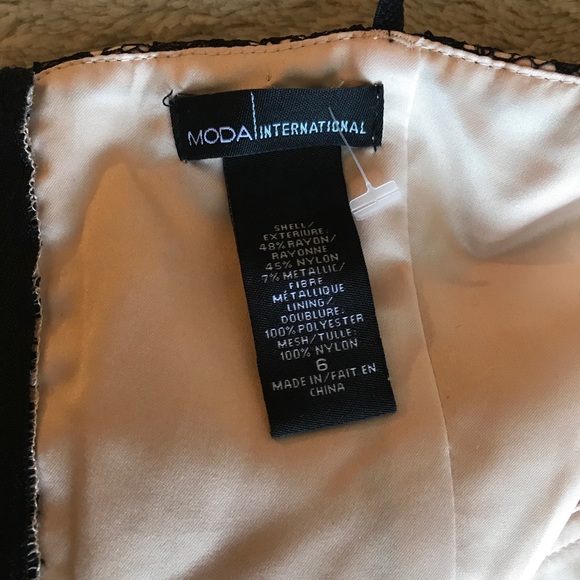 MODA INTERNATIONAL
SHELL/
EXTERIURE:
48% RAYON/
RAYONNE
45% NYLON
7% METALLIC/
FIBRE
MÉTALLIQUE
LINING/
DOUBLURE:
100% POLYESTER
MESH/TULLE:
100% NYLON
6
MADE IN/FAIT EN
CHINA